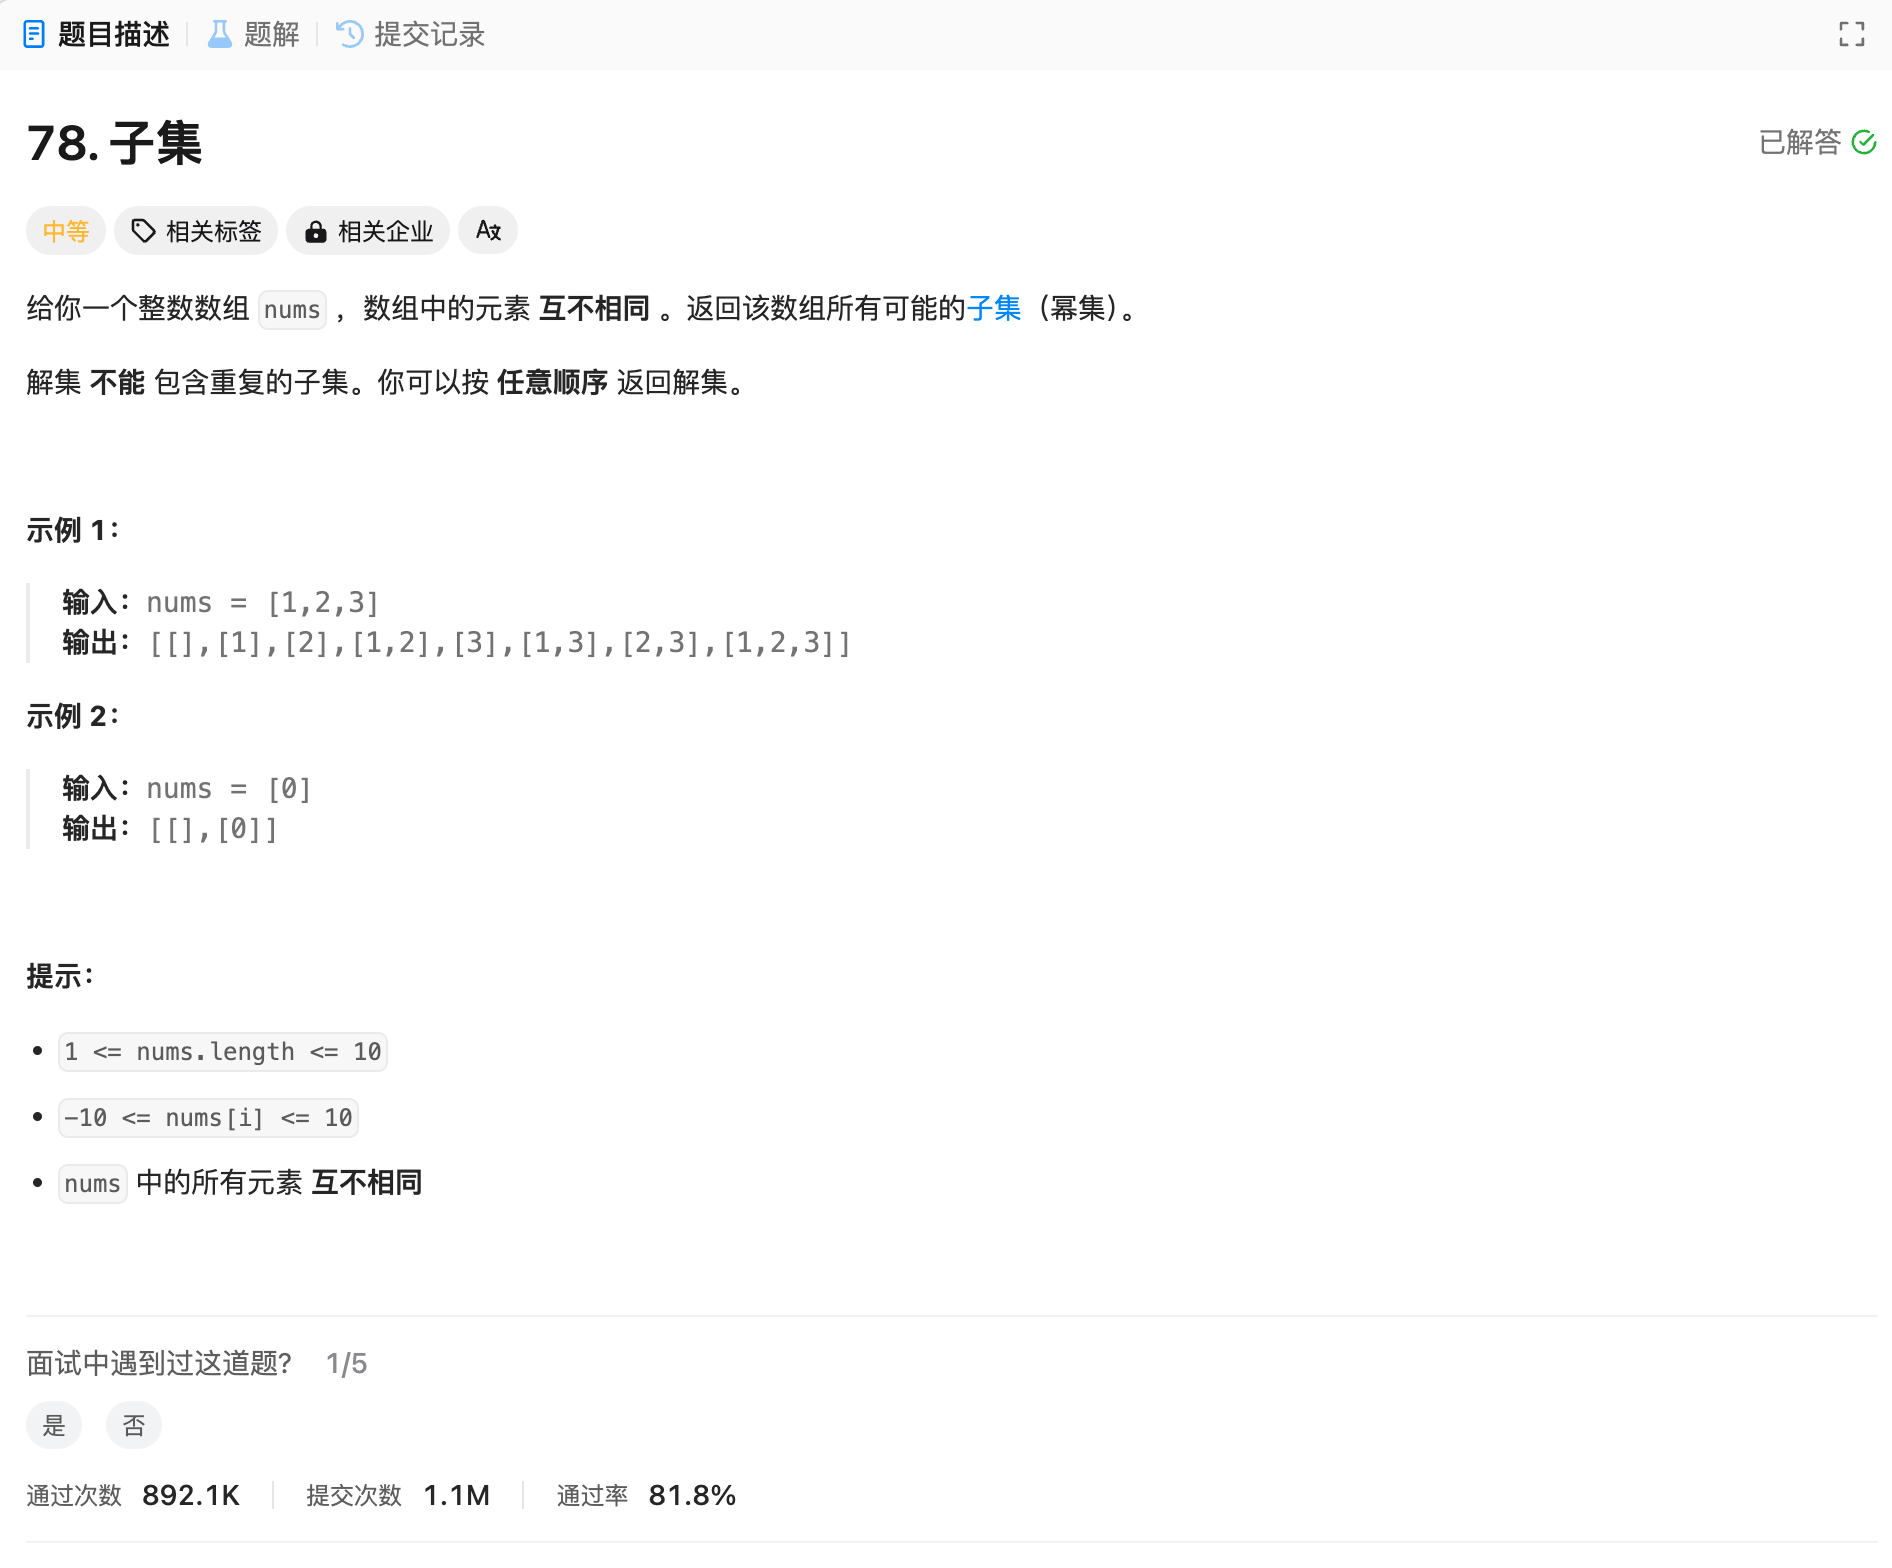 题目描述 题解 提交记录
78. 子集
已解答
中等 相关标签 相关企业 Aあ
给你一个整数数组 nums ，数组中的元素 互不相同 。返回该数组所有可能的子集（幂集）。
解集 不能 包含重复的子集。你可以按 任意顺序 返回解集。
示例 1：
输入：nums = [1,2,3]
输出：[[],[1],[2],[1,2],[3],[1,3],[2,3],[1,2,3]]
示例 2：
输入：nums = [0]
输出：[[],[0]]
提示：
1 <= nums.length <= 10
-10 <= nums[i] <= 10
nums 中的所有元素 互不相同
面试中遇到过这道题? 1/5
是 否
通过次数 892.1K 提交次数 1.1M 通过率 81.8%